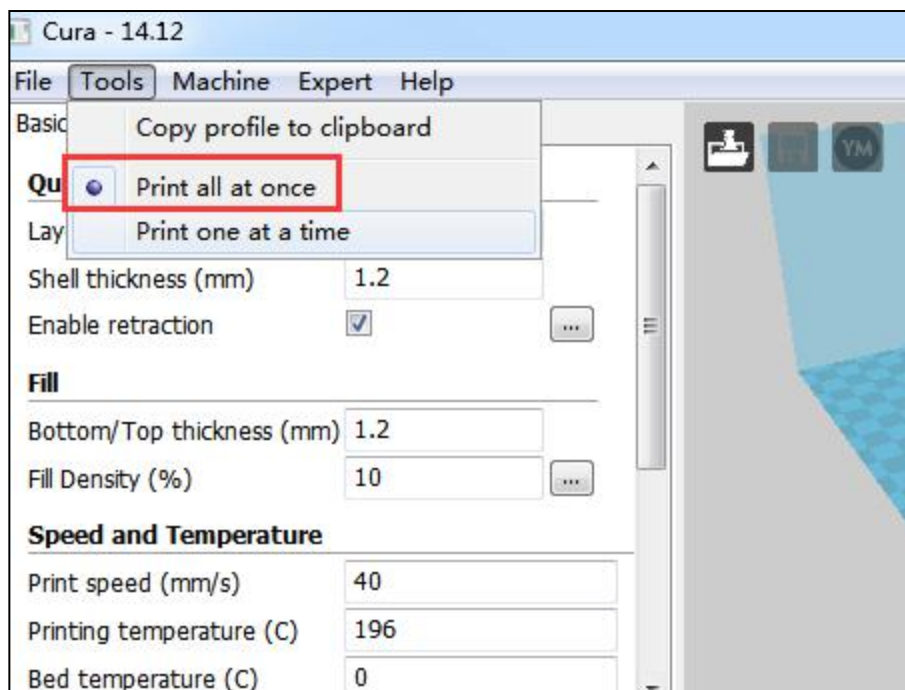 Cura - 14.12
File Tools Machine Expert Help
Basic
Copy profile to clipboard
Print all at once
Print one at a time
YM
Shell thickness (mm) 1.2
Enable retraction ...
Fill
Bottom/Top thickness (mm) 1.2
Fill Density (%) 10 ...
Speed and Temperature
Print speed (mm/s) 40
Printing temperature (C) 196
Bed temperature (C) 0